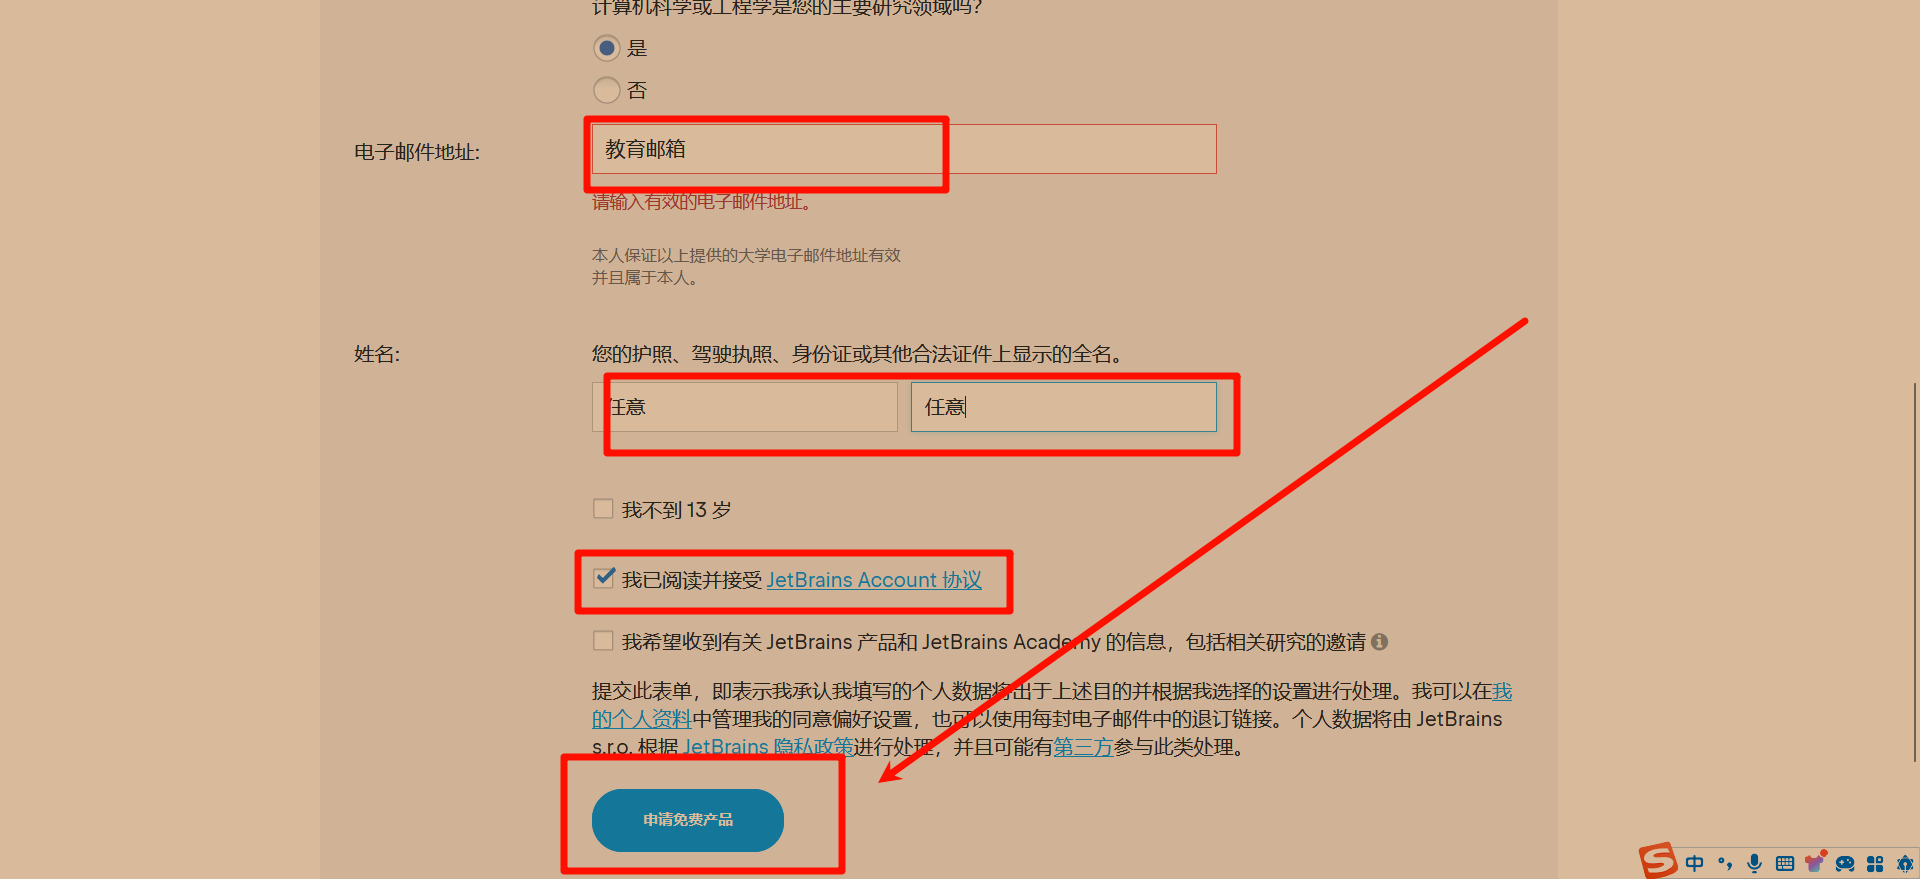 计算机科学或工程学是您的主要研究领域吗?
是
否
电子邮件地址:
教育邮箱
请输入有效的电子邮件地址。
本人保证以上提供的大学电子邮件地址有效
并且属于本人。
姓名:
您的护照、驾驶执照、身份证或其他合法证件上显示的全名。
任意
任意
我不到 13 岁
我已阅读并接受 JetBrains Account 协议
我希望收到有关 JetBrains 产品和 JetBrains Academy 的信息，包括相关研究的邀请
提交此表单，即表示我承认我填写的个人数据将出于上述目的并根据我选择的设置进行处理。我可以在我
的个人资料中管理我的同意偏好设置，也可以使用每封电子邮件中的退订链接。个人数据将由 JetBrains
s.r.o. 根据 JetBrains 隐私政策进行处理，并且可能有第三方参与此类处理。
申请免费产品
中